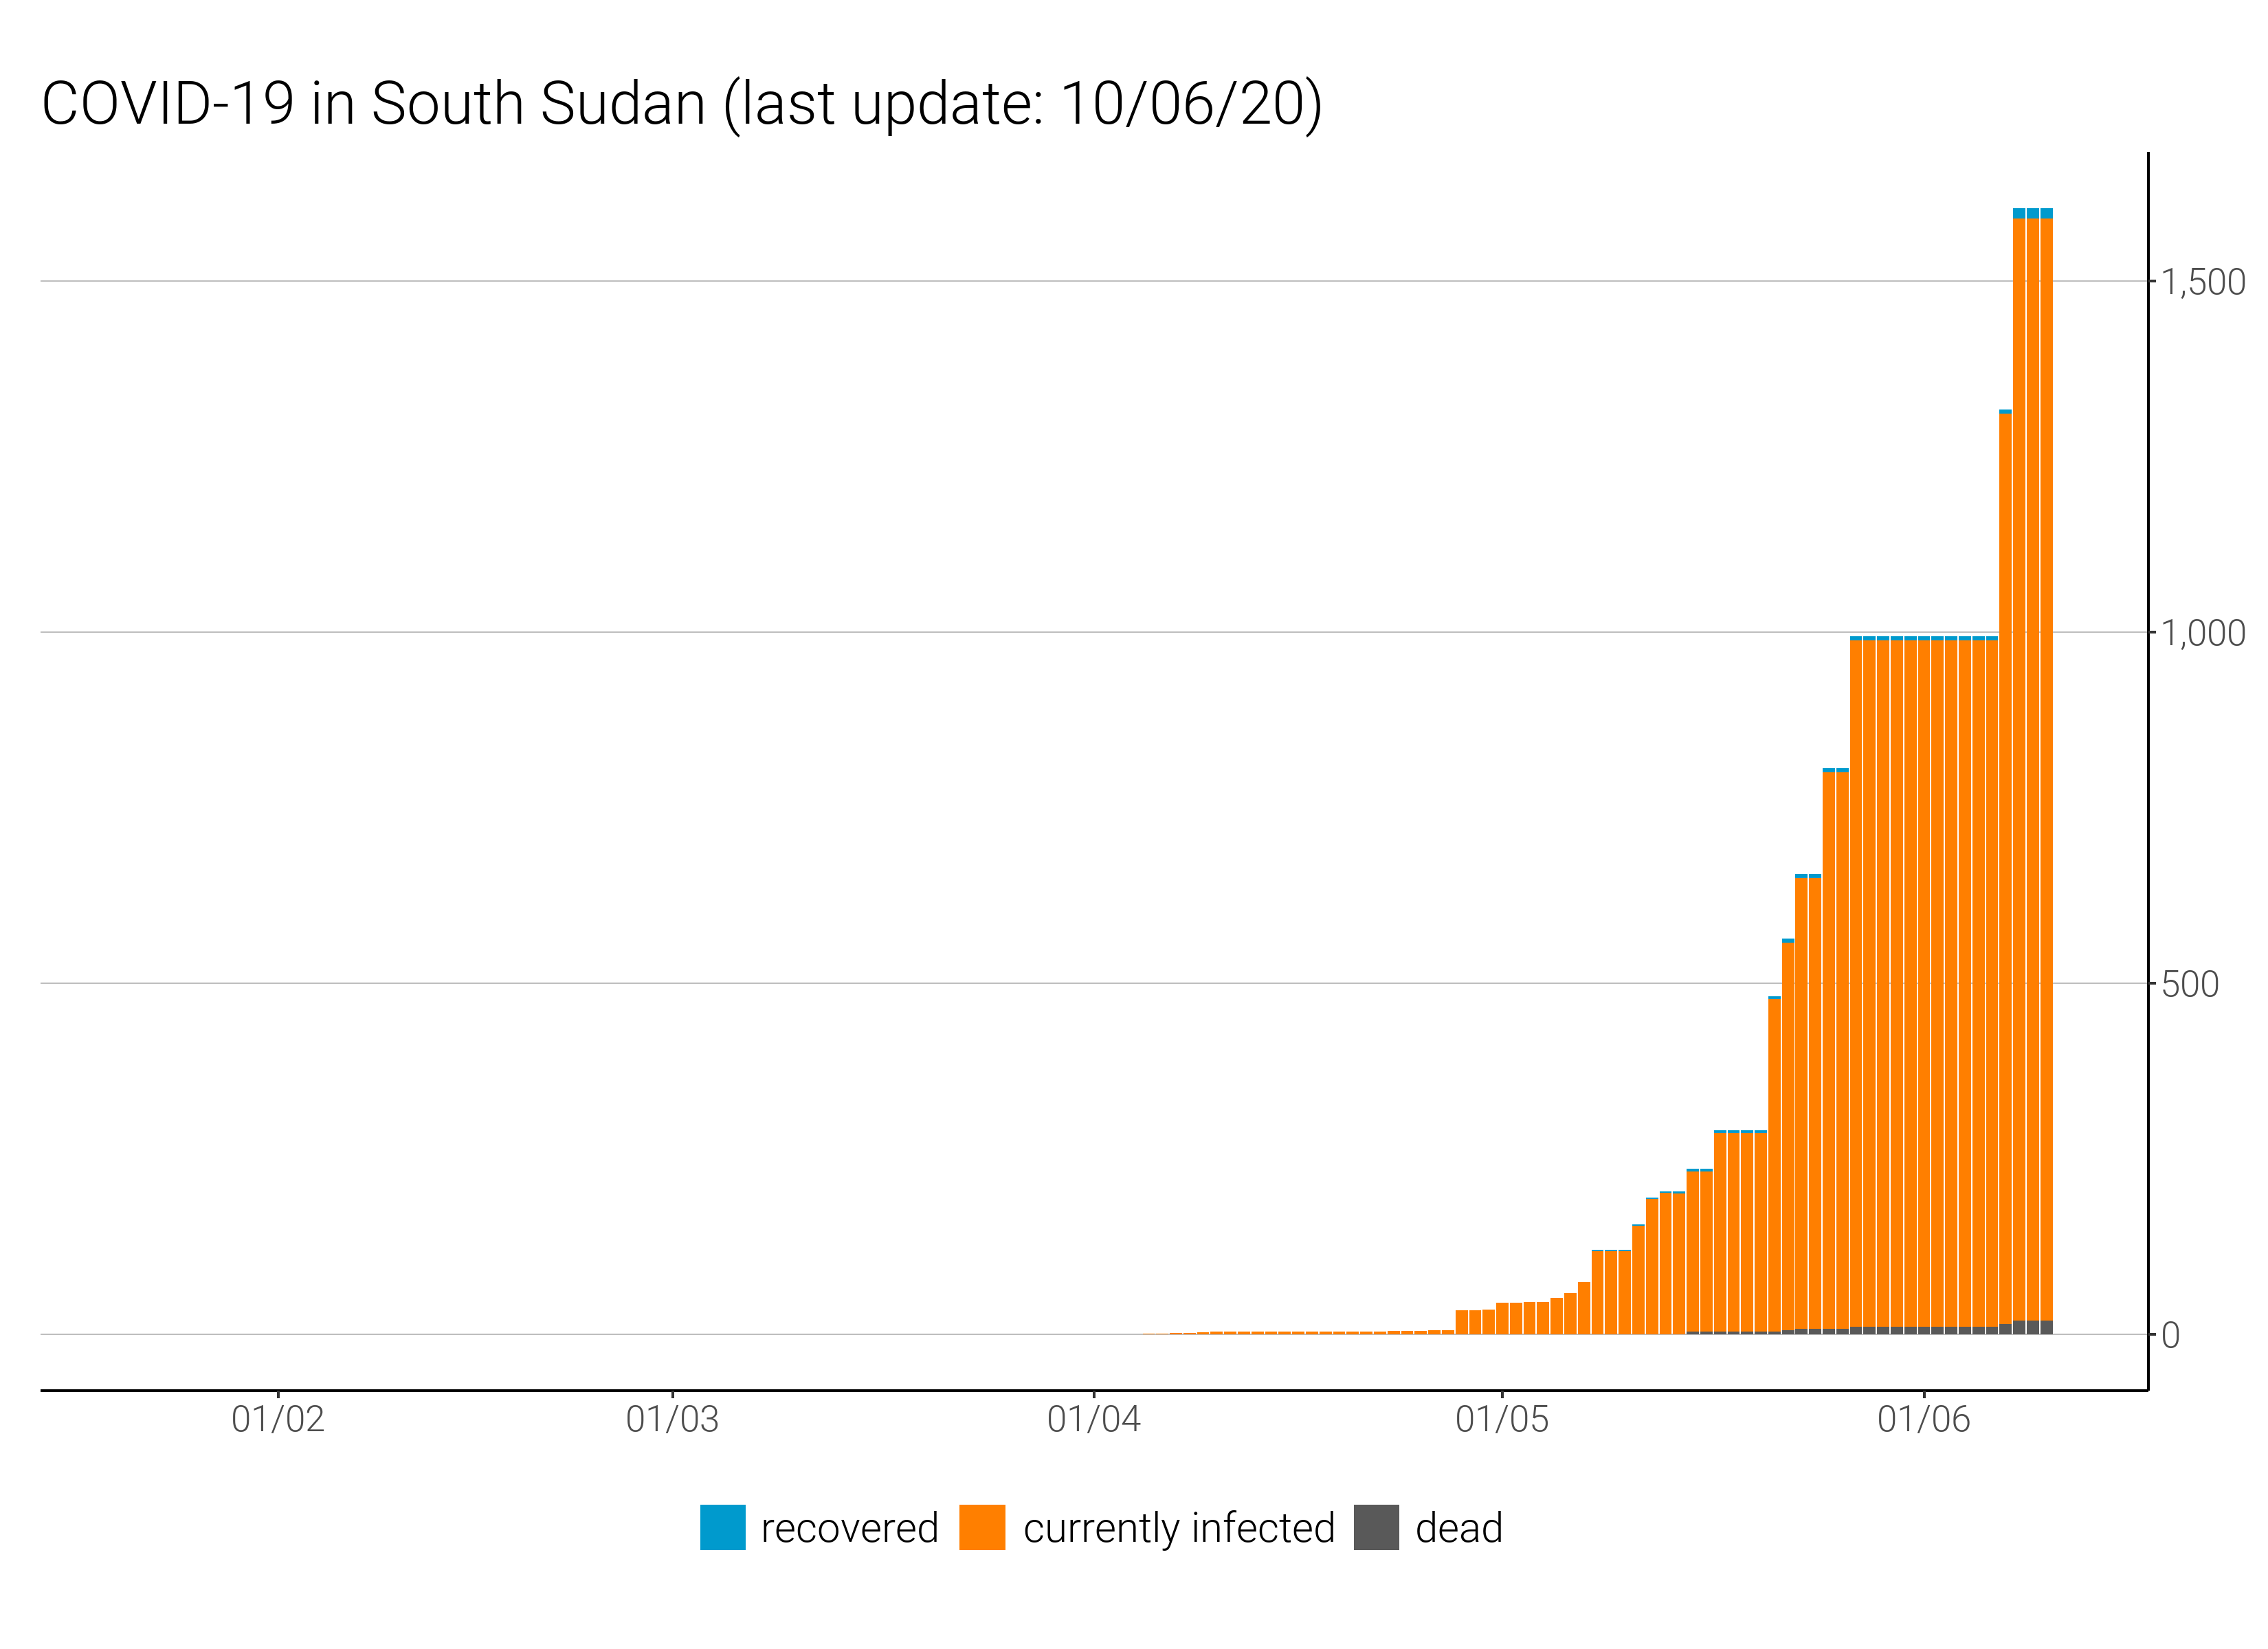 COVID-19 in South Sudan (last update: 10/06/20)
1,500
1,000
500
0
01/02 01/03 01/04 01/05 01/06
recovered currently infected dead